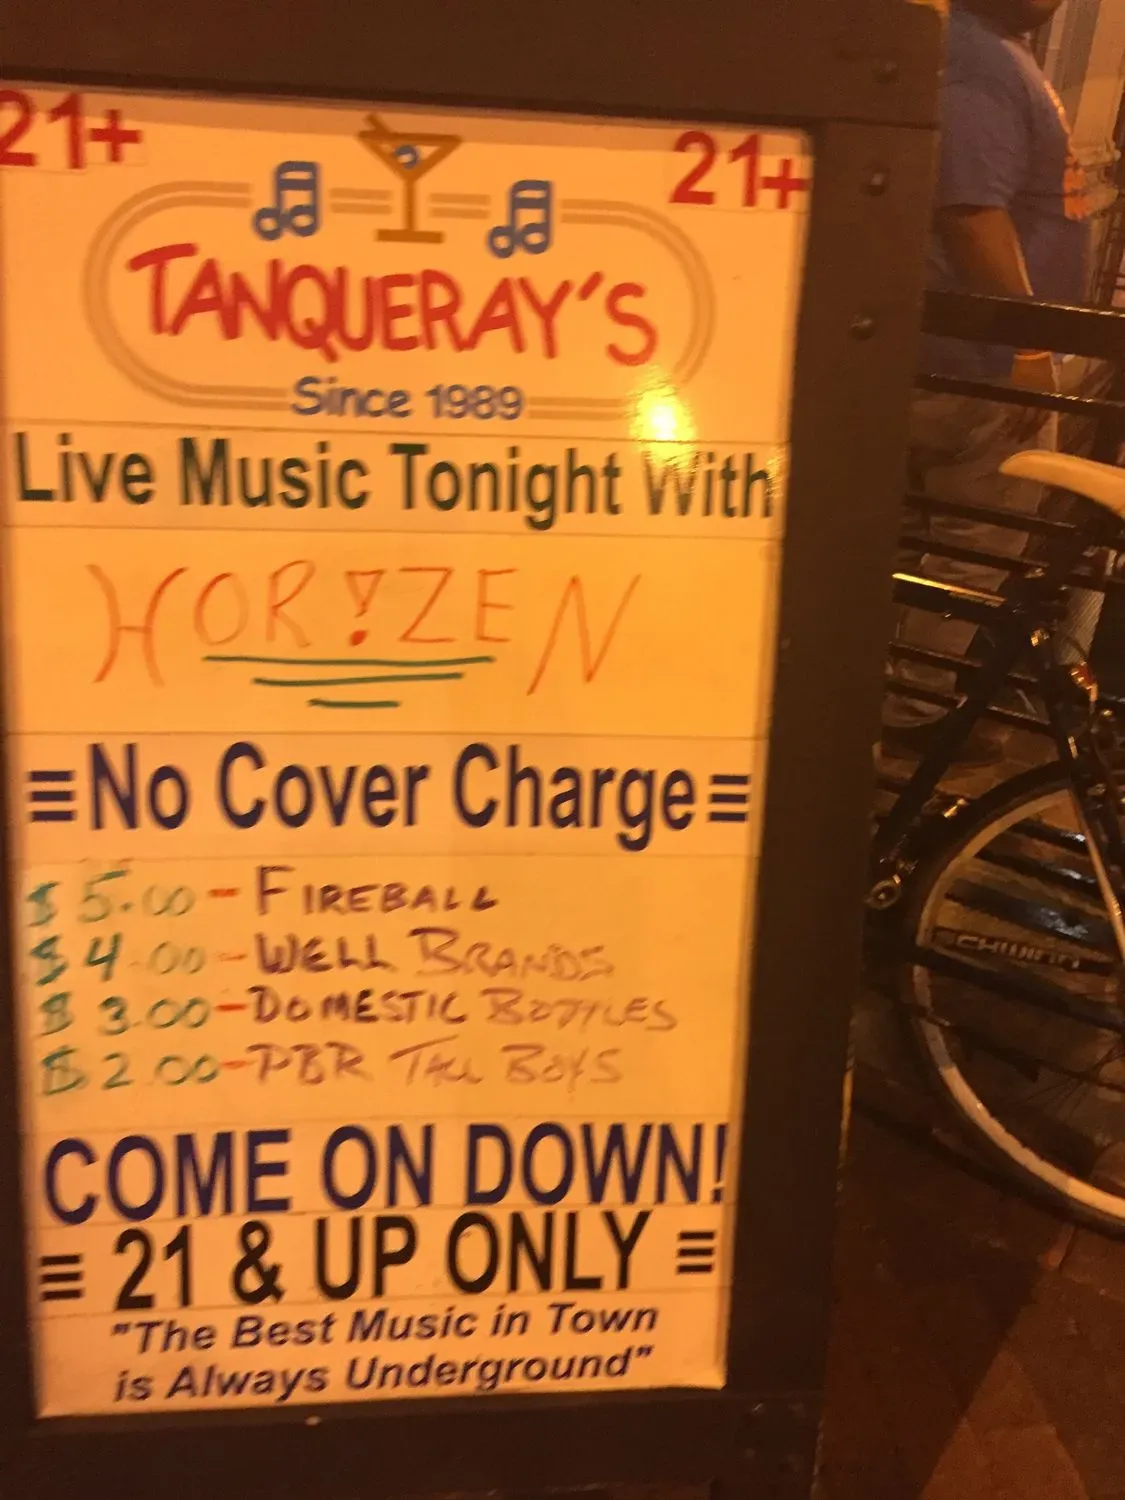 21+ 21+
TANQUERAY'S
Since 1989
Live Music Tonight With
HOR!ZEN
No Cover Charge
$5.00 - FIREBALL
$4.00 - WELL BRANDS
$3.00 - DOMESTIC BOTTLES
$2.00 - PBR TALL BOYS
COME ON DOWN!
21 & UP ONLY
"The Best Music in Town
is Always Underground"
SCHWINN